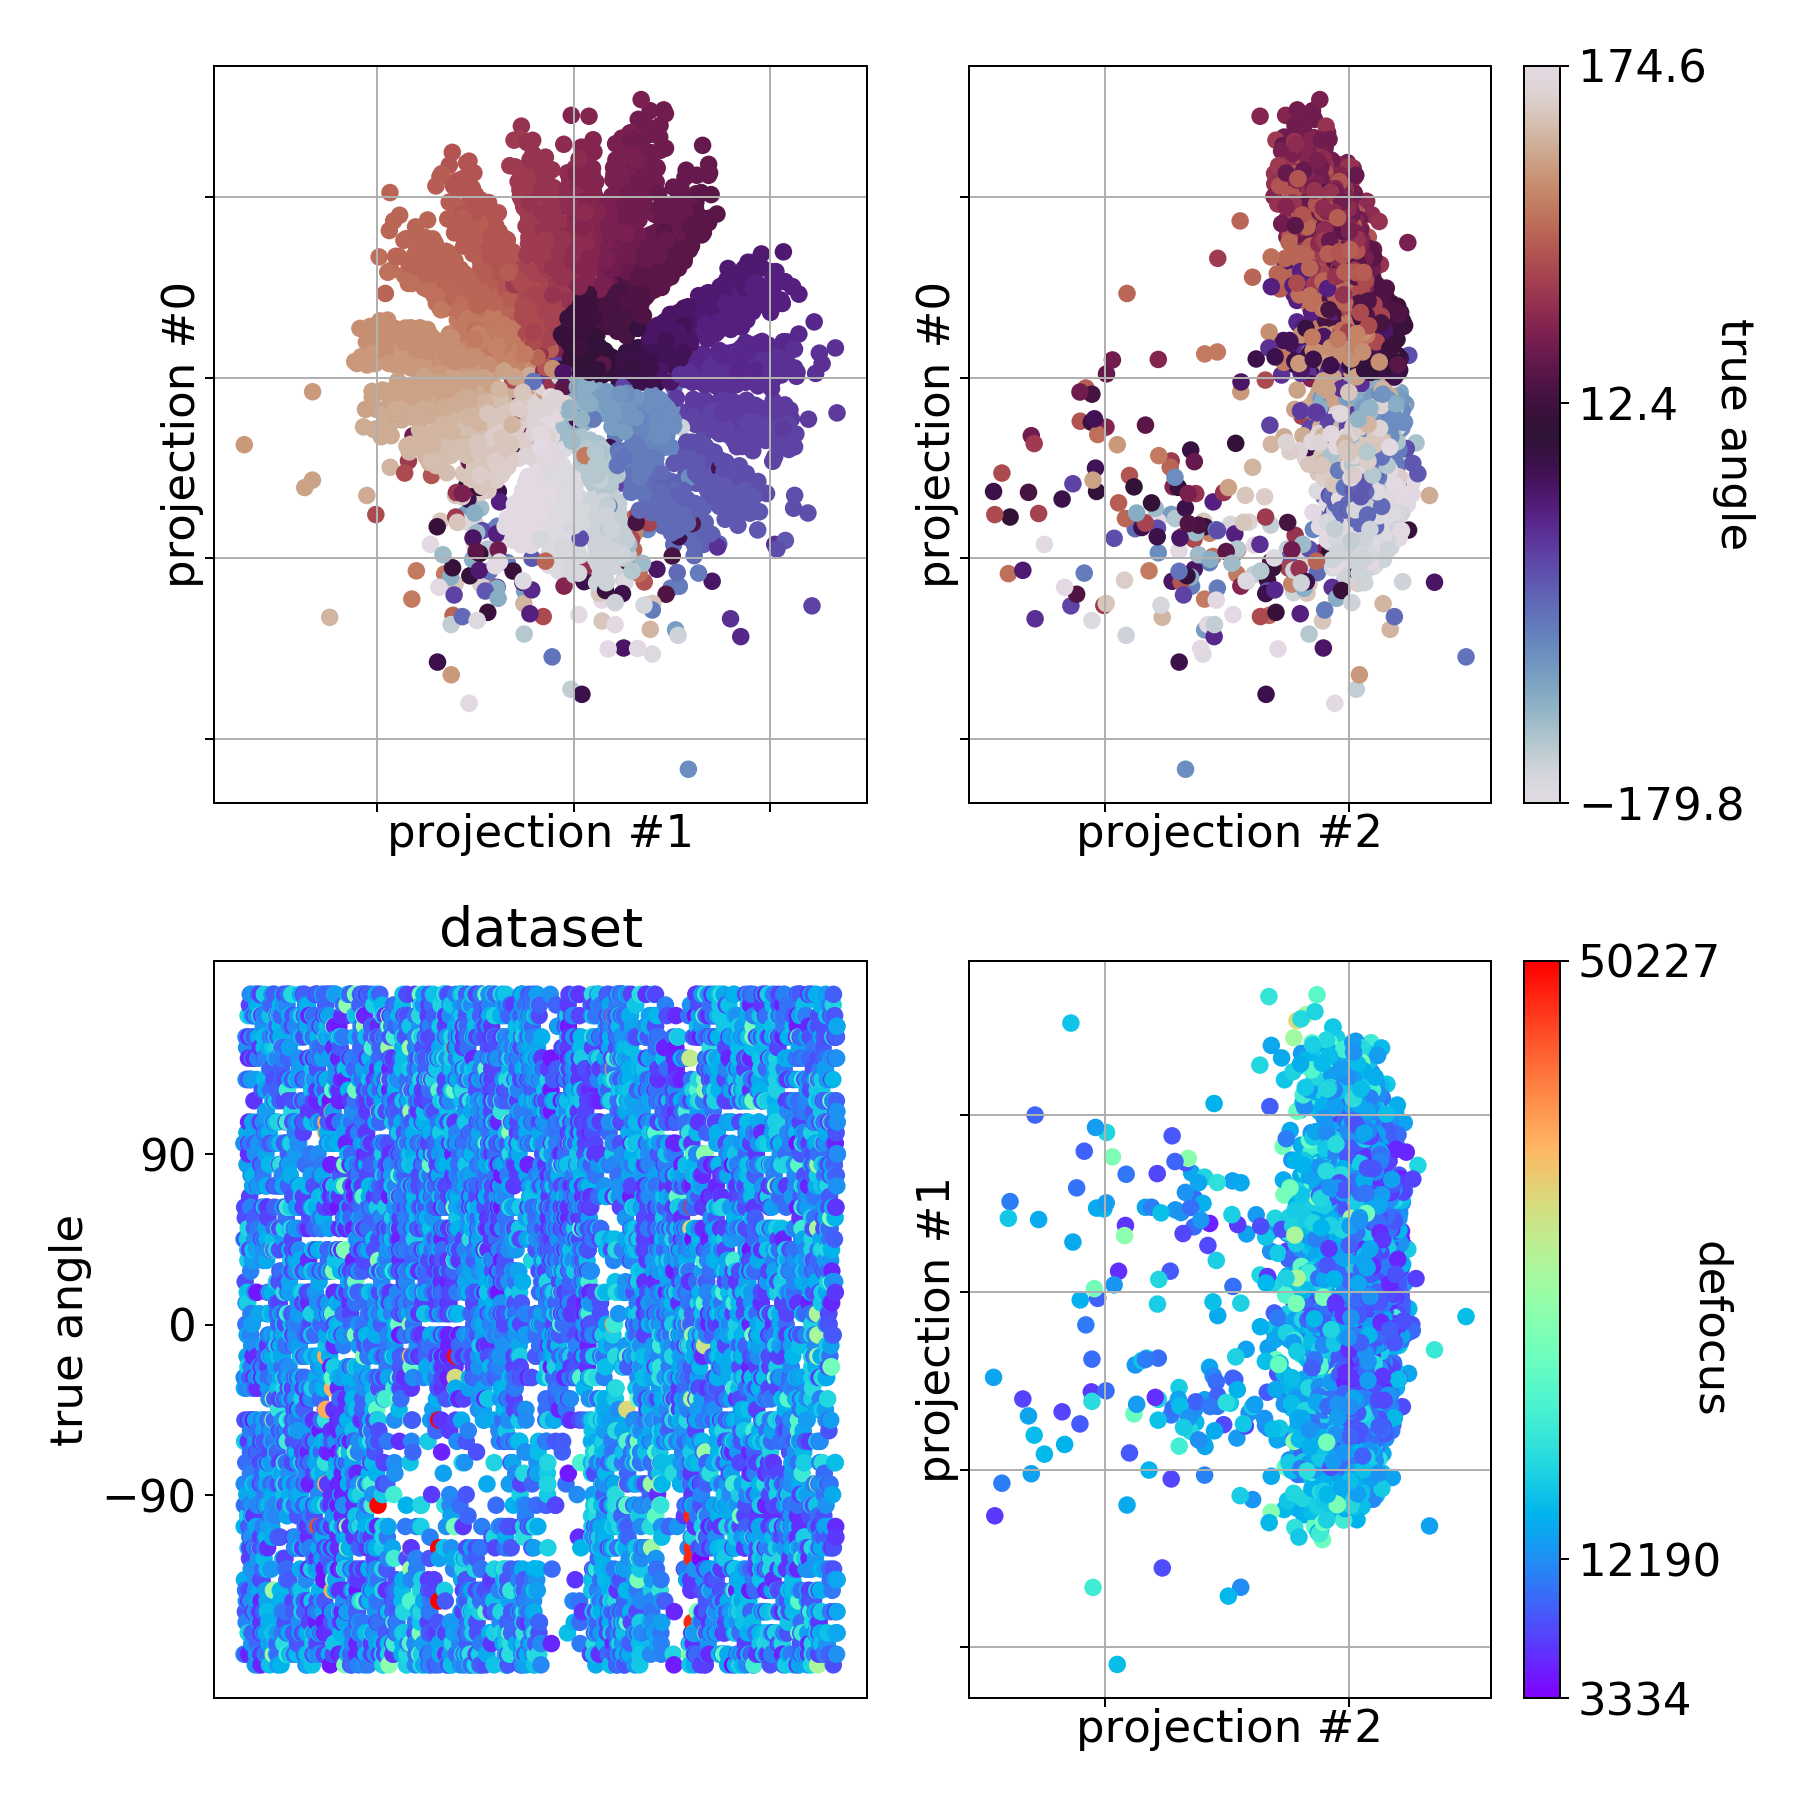 projection #0
projection #1
projection #0
projection #2
174.6
12.4
−179.8
true angle
dataset
true angle
90
0
−90
projection #1
projection #2
50227
12190
3334
defocus